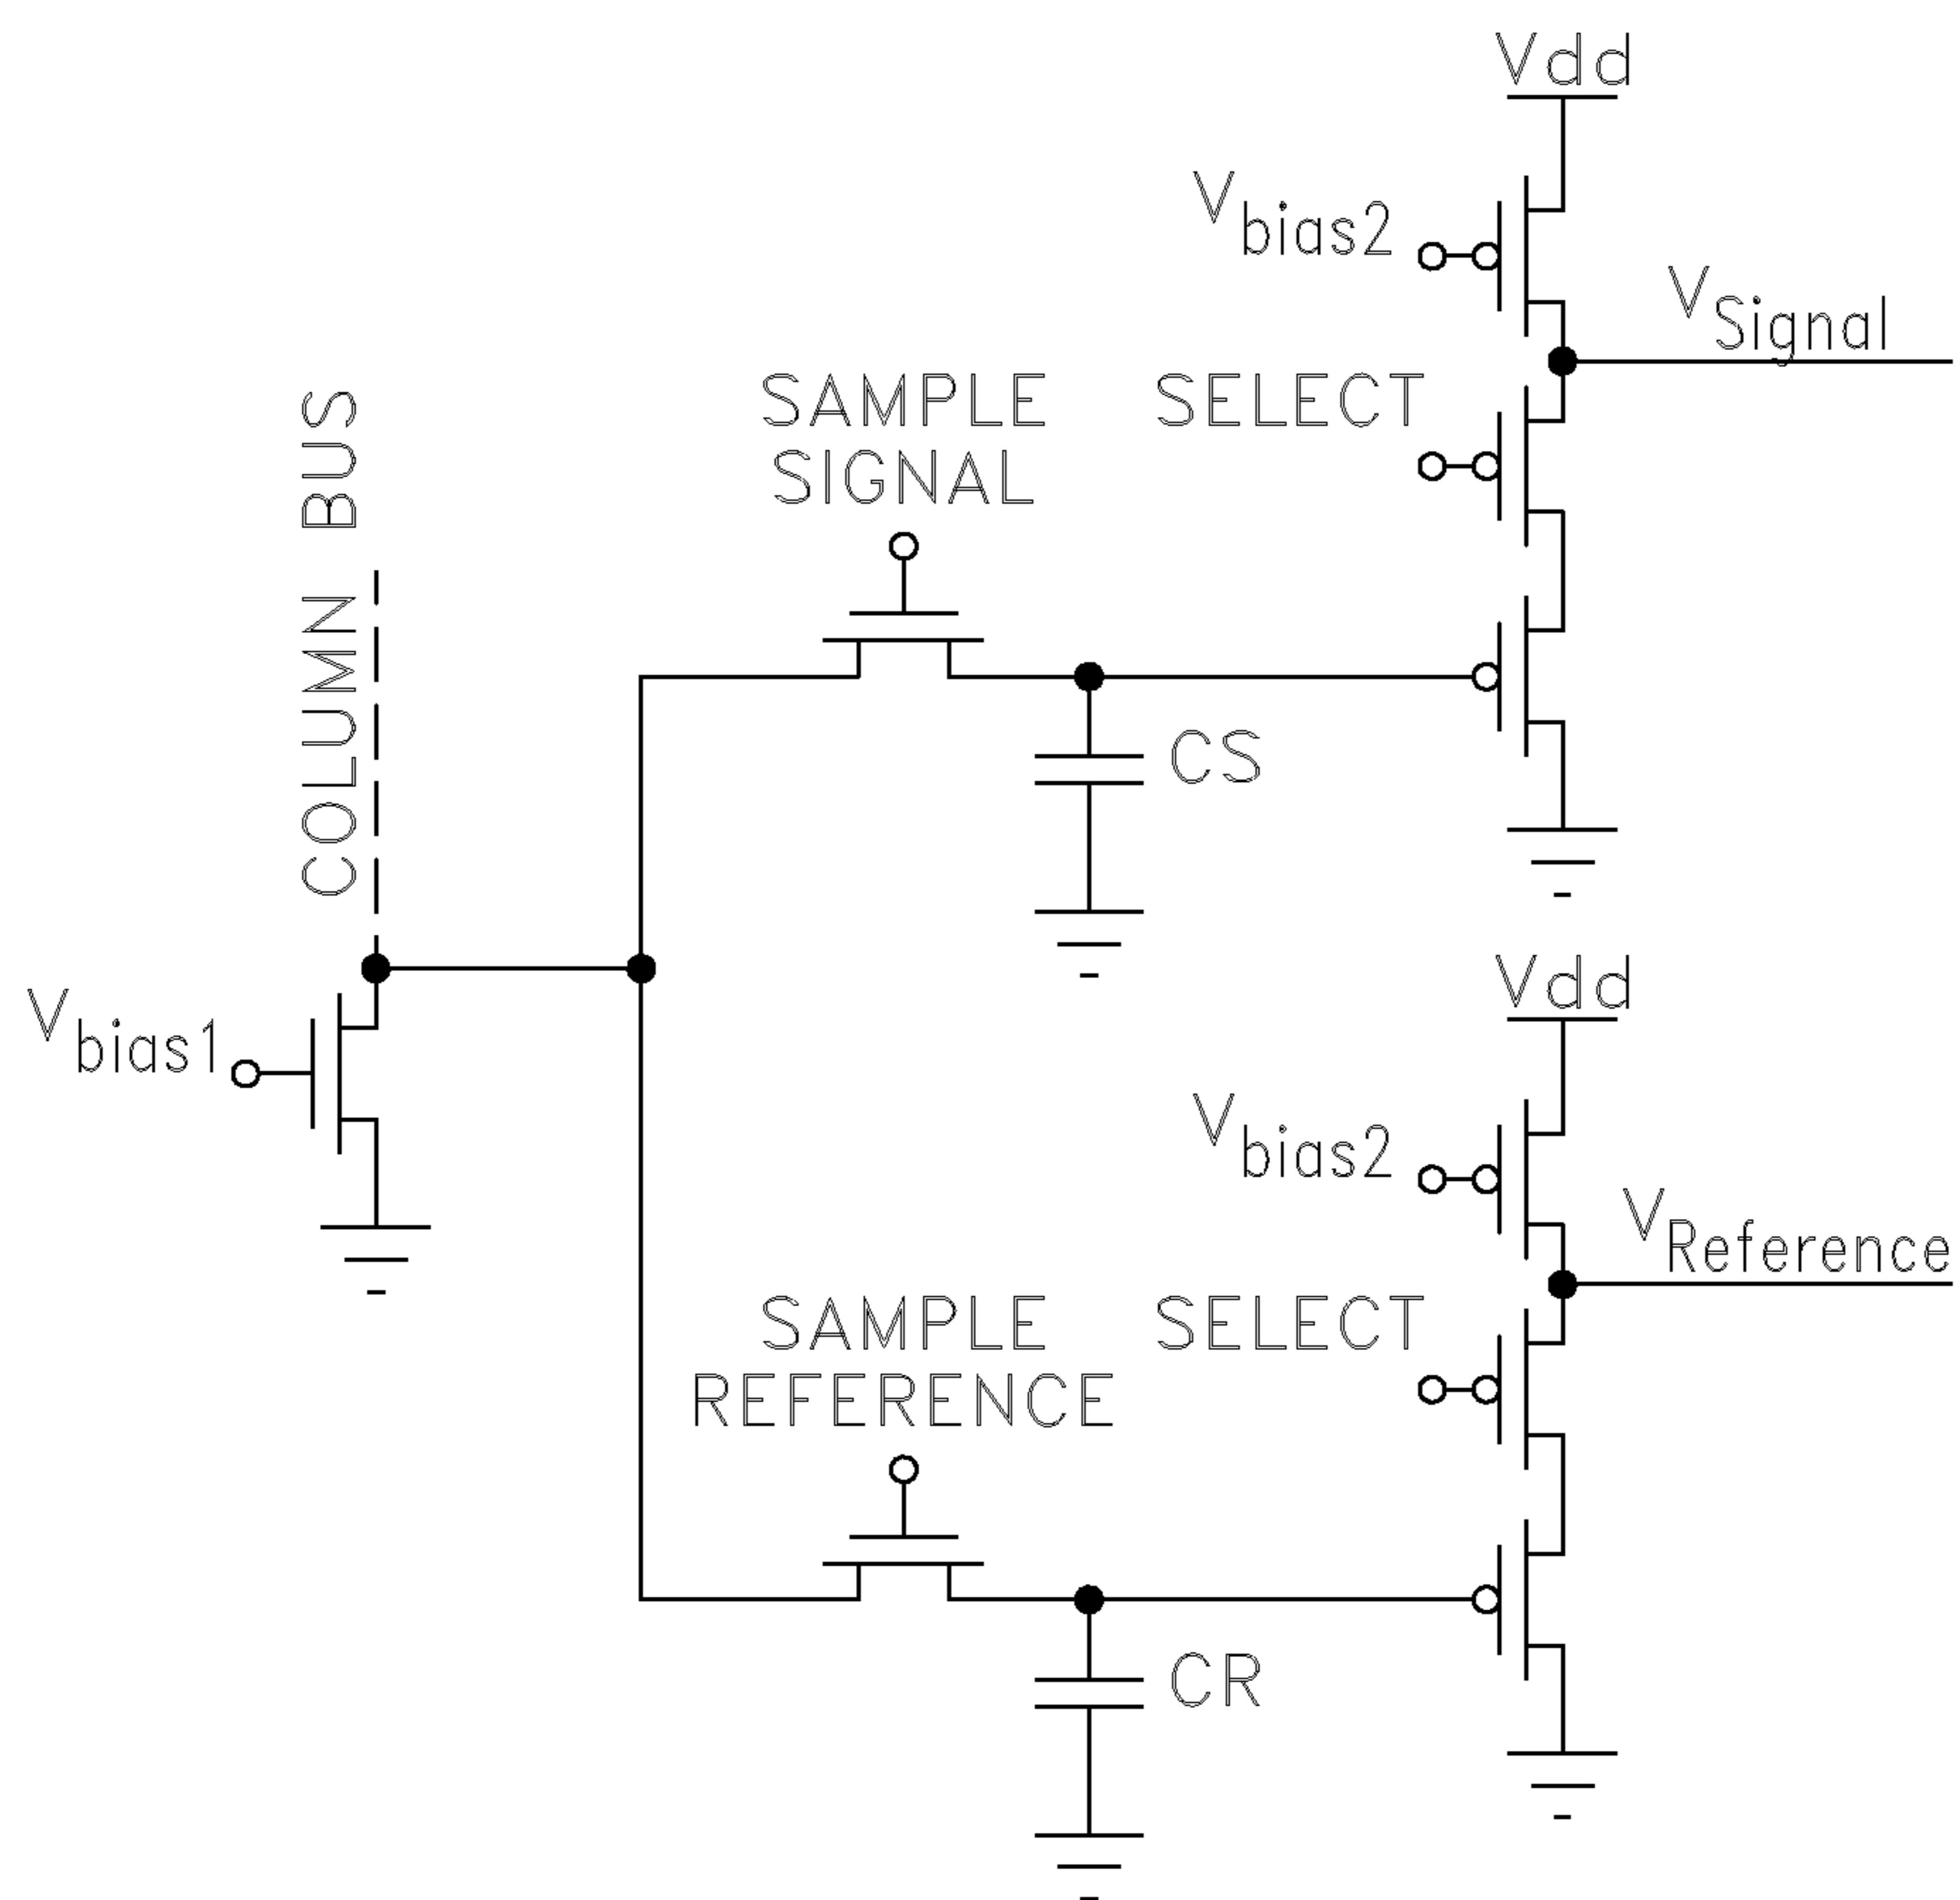 Vdd
Vbias2
VSignal
SAMPLE
SIGNAL
SELECT
COLUMN BUS
CS
Vdd
Vbias1
Vbias2
VReference
SAMPLE
REFERENCE
SELECT
CR